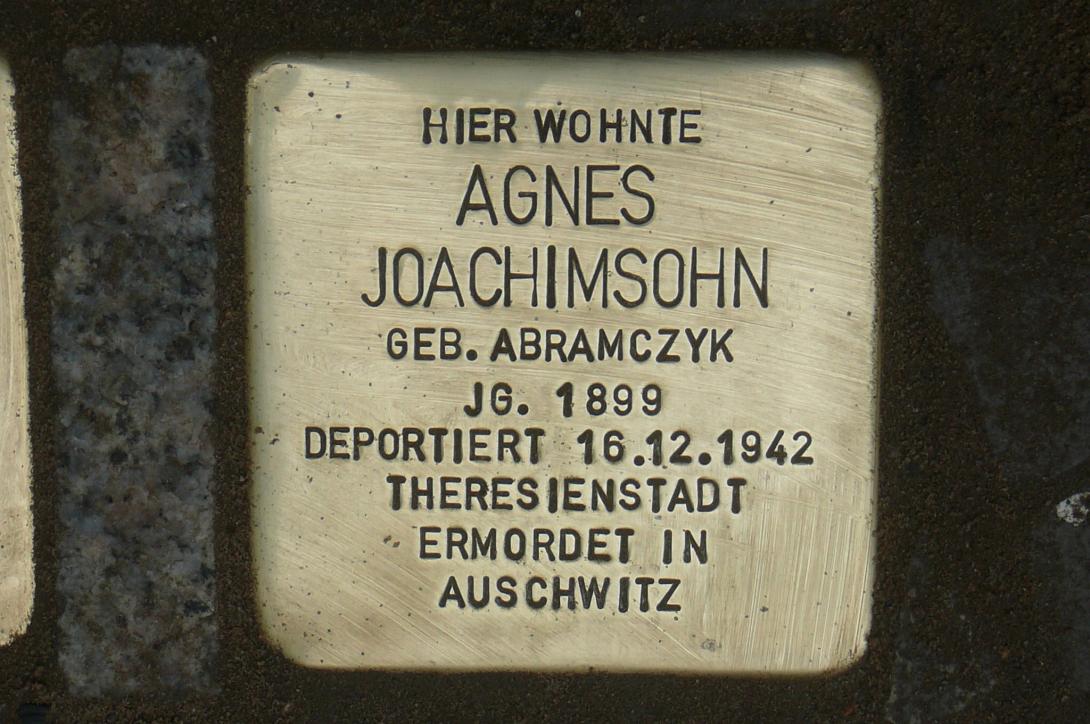 HIER WOHNTE
AGNES
JOACHIMSOHN
GEB. ABRAMCZYK
JG. 1899
DEPORTIERT 16.12.1942
THERESIENSTADT
ERMORDET IN
AUSCHWITZ